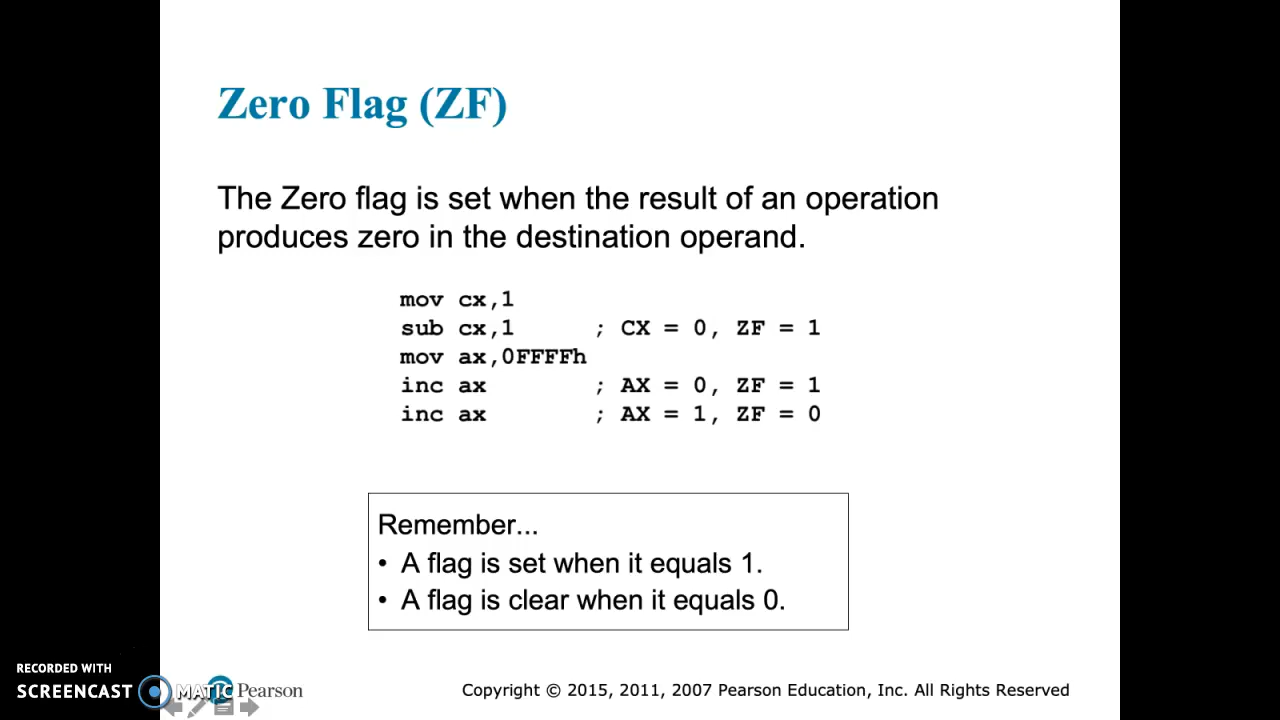 Zero Flag (ZF)
The Zero flag is set when the result of an operation
produces zero in the destination operand.
mov cx,1
sub cx,1 ; CX = 0, ZF = 1
mov ax,0FFFFh
inc ax ; AX = 0, ZF = 1
inc ax ; AX = 1, ZF = 0
Remember...
• A flag is set when it equals 1.
• A flag is clear when it equals 0.
RECORDED WITH
SCREENCAST MATIC
Pearson
Copyright © 2015, 2011, 2007 Pearson Education, Inc. All Rights Reserved